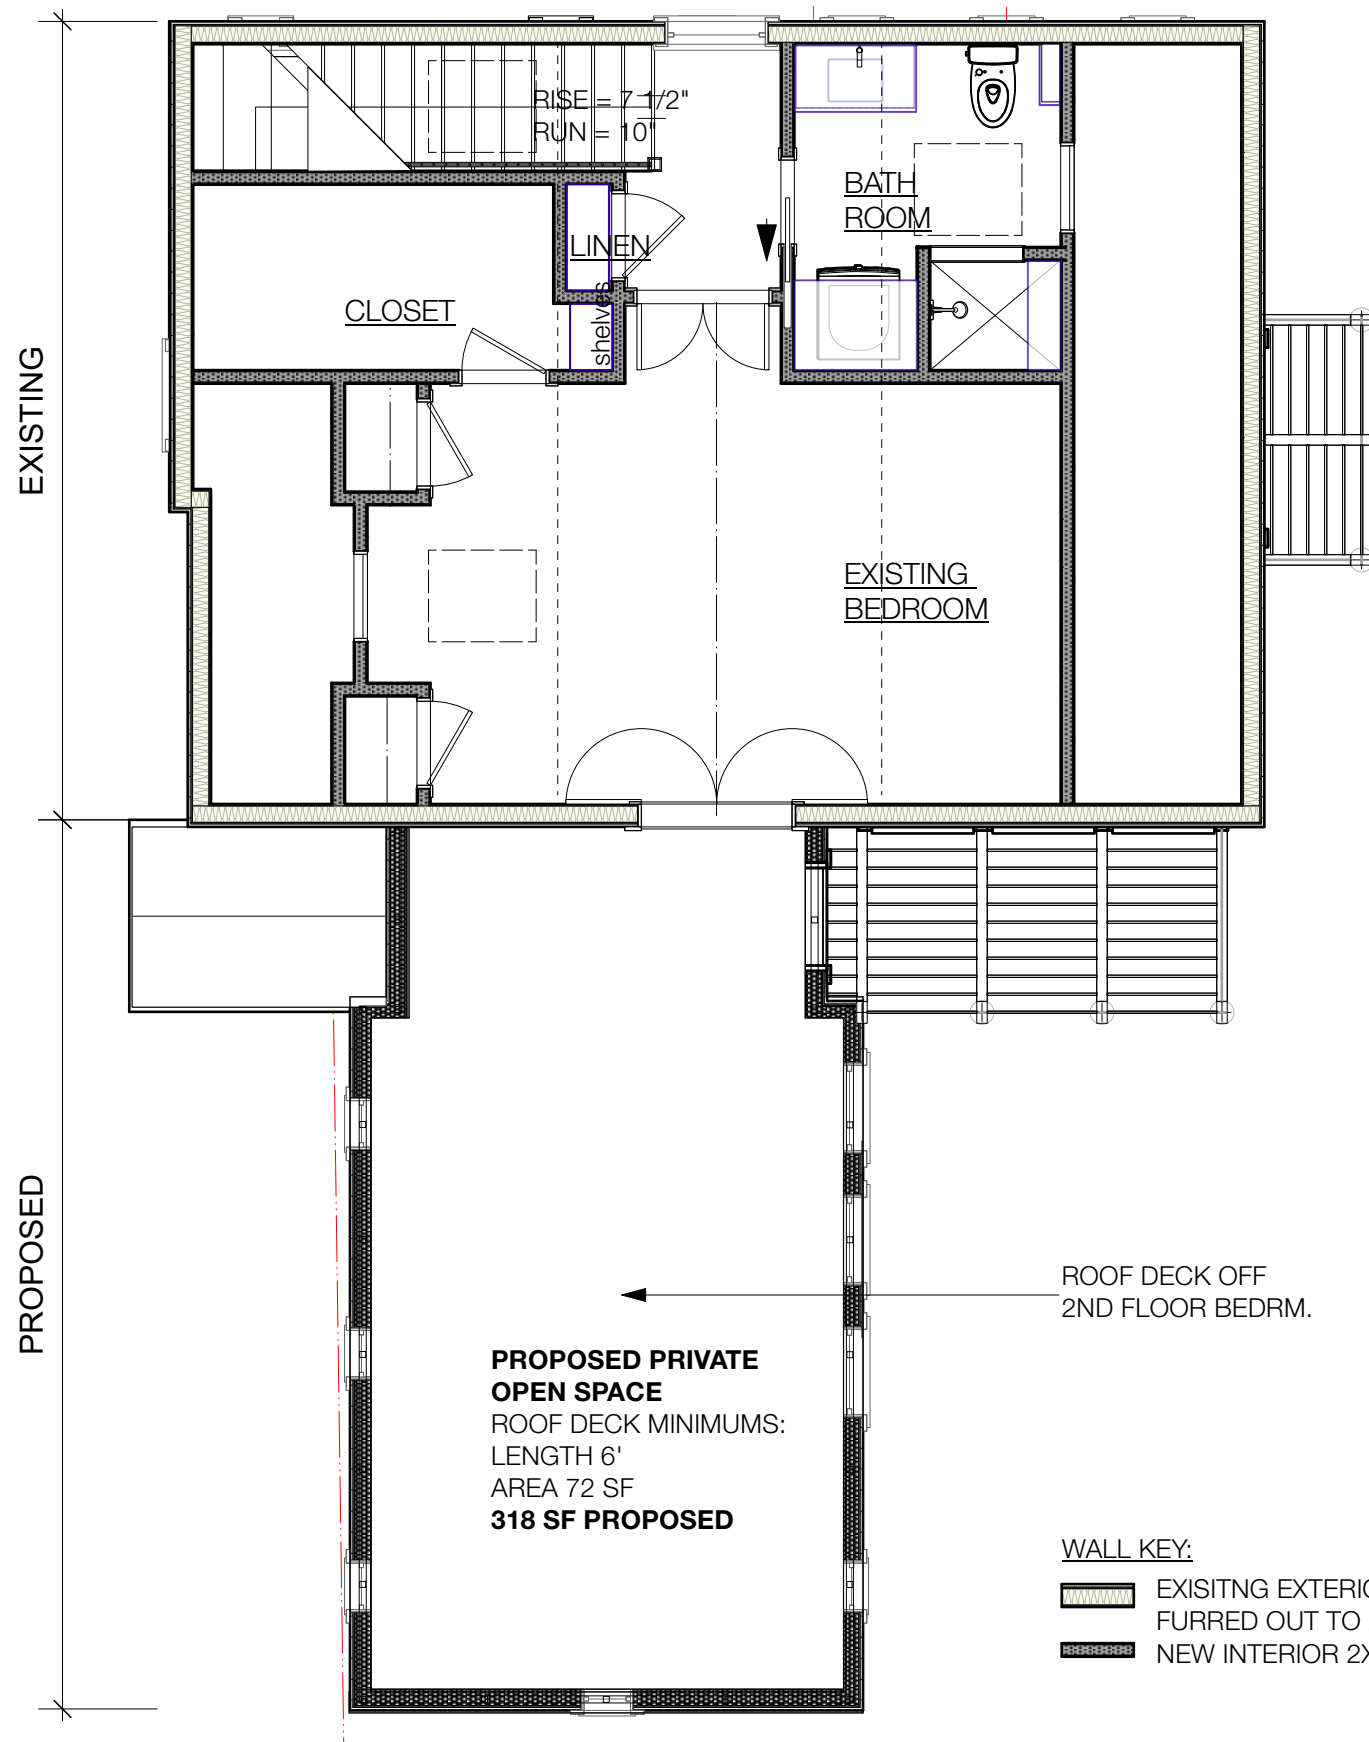 RISE = 7 1/2"
RUN = 10"
BATH
ROOM
LINEN
shelves
CLOSET
EXISTING
EXISTING
BEDROOM
PROPOSED
ROOF DECK OFF
2ND FLOOR BEDRM.
PROPOSED PRIVATE
OPEN SPACE
ROOF DECK MINIMUMS:
LENGTH 6'
AREA 72 SF
318 SF PROPOSED
WALL KEY:
EXISITNG
FURRED OUT TO
NEW INTERIOR